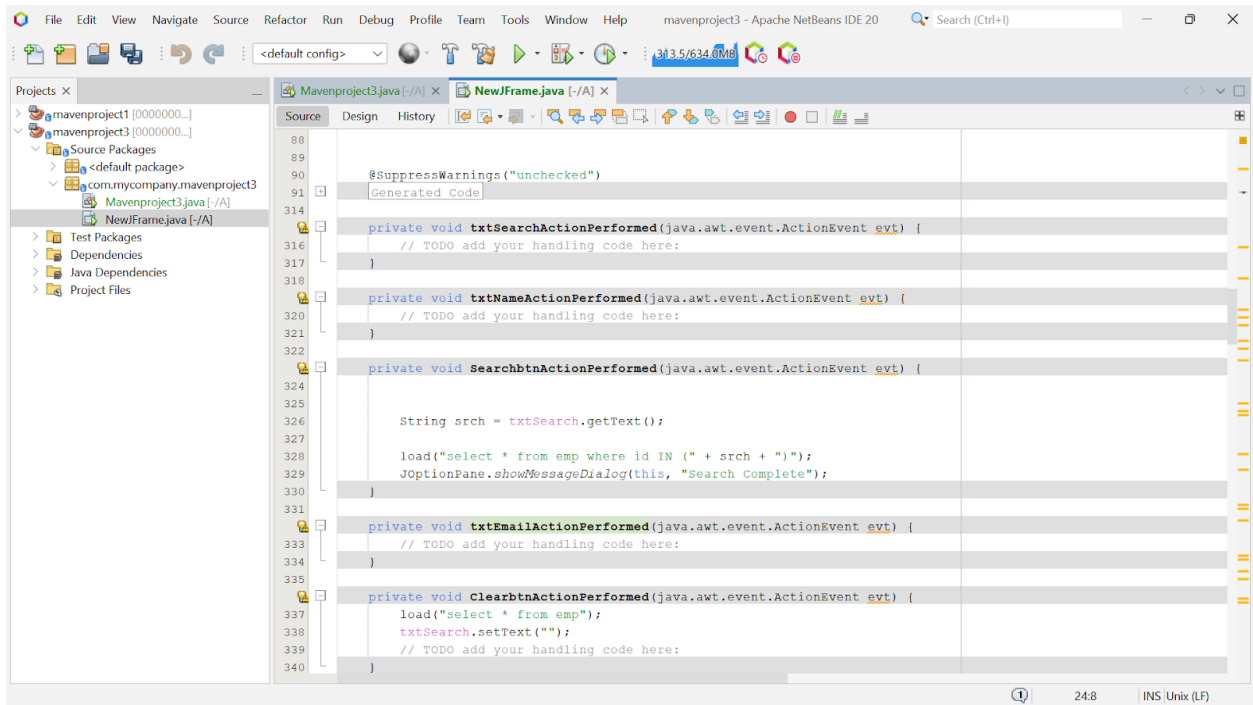 File Edit View Navigate Source Refactor Run Debug Profile Team Tools Window Help mavenproject3 - Apache NetBeans IDE 20 Search (Ctrl+I)
<default config> 313.5/634.0MB
Projects
mavenproject1 [0000000...]
mavenproject3 [0000000...]
Source Packages
<default package>
com.mycompany.mavenproject3
Mavenproject3.java [-/A]
NewJFrame.java [-/A]
Test Packages
Dependencies
Java Dependencies
Project Files
Mavenproject3.java [-/A] NewJFrame.java [-/A]
Source Design History
88
89
90 @SuppressWarnings("unchecked")
91 Generated Code
314
private void txtSearchActionPerformed(java.awt.event.ActionEvent evt) {
316 // TODO add your handling code here:
317 }
318
private void txtNameActionPerformed(java.awt.event.ActionEvent evt) {
320 // TODO add your handling code here:
321 }
322
private void SearchbtnActionPerformed(java.awt.event.ActionEvent evt) {
324
325
326 String srch = txtSearch.getText();
327
328 load("select * from emp where id IN (" + srch + ")");
329 JOptionPane.showMessageDialog(this, "Search Complete");
330 }
331
private void txtEmailActionPerformed(java.awt.event.ActionEvent evt) {
333 // TODO add your handling code here:
334 }
335
private void ClearbtnActionPerformed(java.awt.event.ActionEvent evt) {
337 load("select * from emp");
338 txtSearch.setText("");
339 // TODO add your handling code here:
340 }
1 24:8 INS Unix (LF)